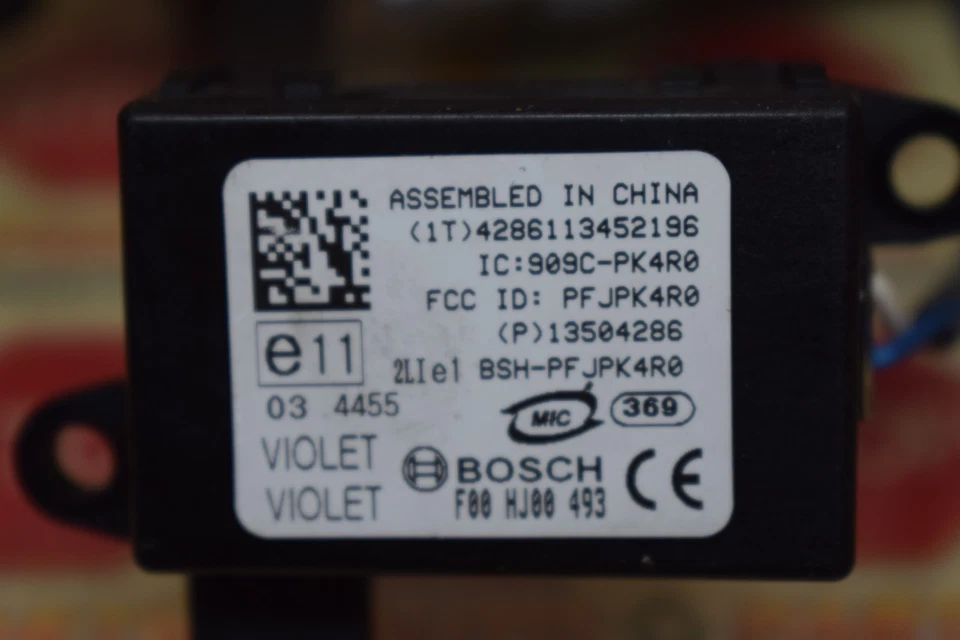 ASSEMBLED IN CHINA
(1T)4286113452196
IC:909C-PK4R0
FCC ID: PFJPK4R0
(P)13504286
e11
2LIe1 BSH-PFJPK4R0
03 4455
MIC 369
VIOLET
BOSCH CE
VIOLET
F00 HJ00 493